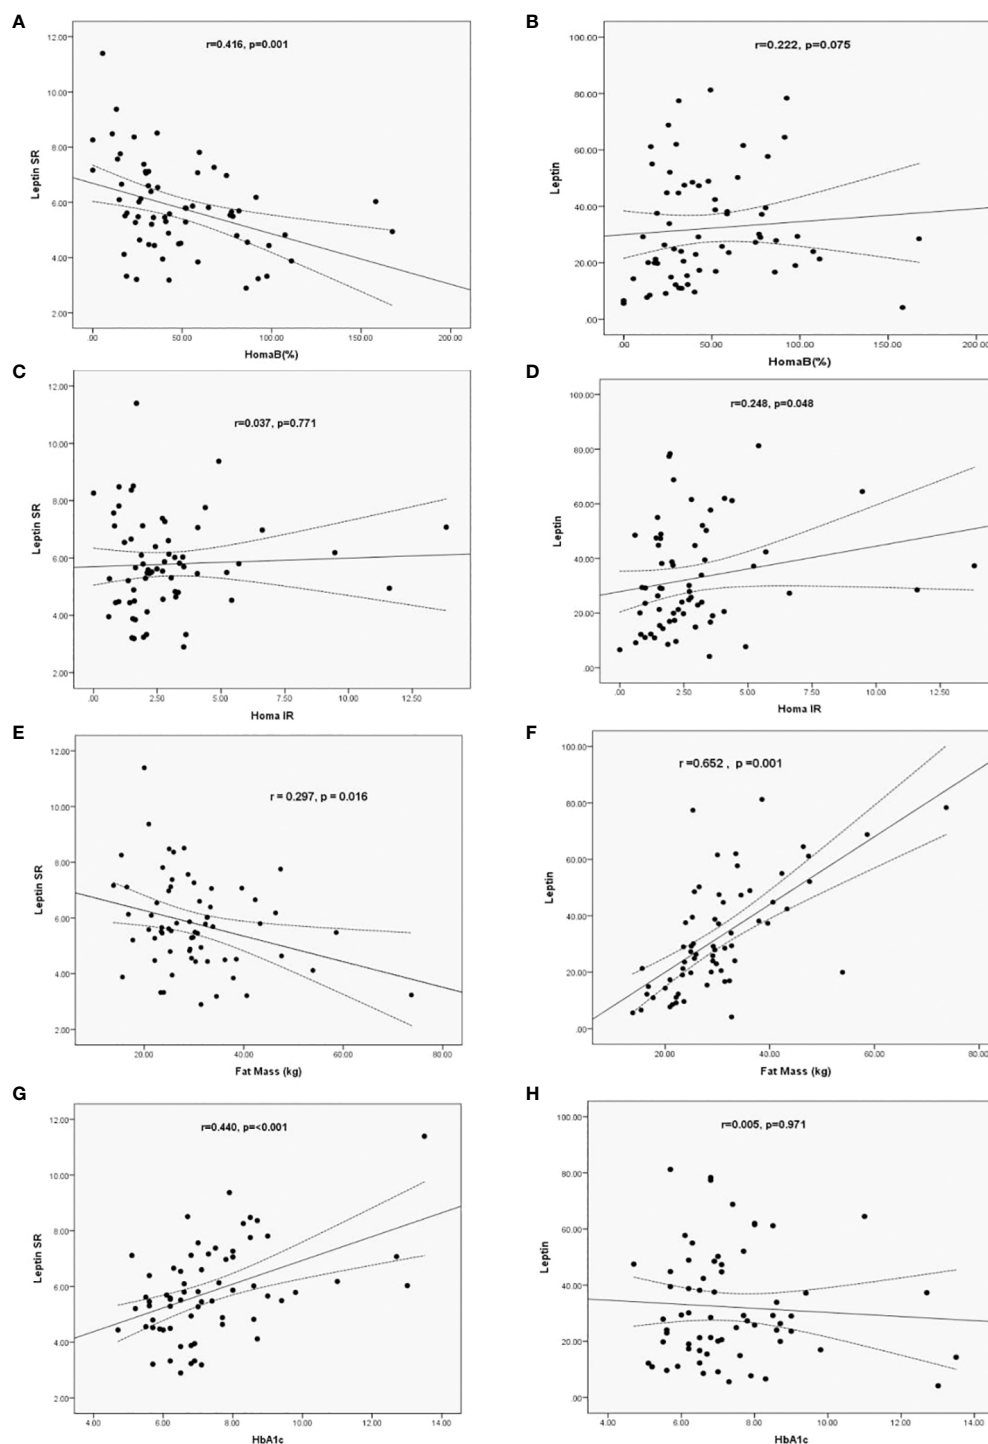 A
r=0.416, p=0.001
Leptin SR
12.00
10.00
8.00
6.00
4.00
2.00
.00
50.00
100.00
150.00
200.00
HomaB(%)
B
r=0.222, p=0.075
Leptin
100.00
80.00
60.00
40.00
20.00
.00
.00
50.00
100.00
150.00
200.00
HomaB(%)
C
r=0.037, p=0.771
Leptin SR
12.00
10.00
8.00
6.00
4.00
2.00
.00
2.50
5.00
7.50
10.00
12.50
Homa IR
D
r=0.248, p=0.048
Leptin
100.00
80.00
60.00
40.00
20.00
.00
.00
2.50
5.00
7.50
10.00
12.50
Homa IR
E
r = 0.297, p = 0.016
Leptin SR
12.00
10.00
8.00
6.00
4.00
2.00
20.00
40.00
60.00
80.00
Fat Mass (kg)
F
r =0.652 , p =0.001
Leptin
100.00
80.00
60.00
40.00
20.00
.00
20.00
40.00
60.00
80.00
Fat Mass (kg)
G
r=0.440, p=<0.001
Leptin SR
12.00
10.00
8.00
6.00
4.00
2.00
4.00
6.00
8.00
10.00
12.00
14.00
HbA1c
H
r=0.005, p=0.971
Leptin
100.00
80.00
60.00
40.00
20.00
.00
4.00
6.00
8.00
10.00
12.00
14.00
HbA1c